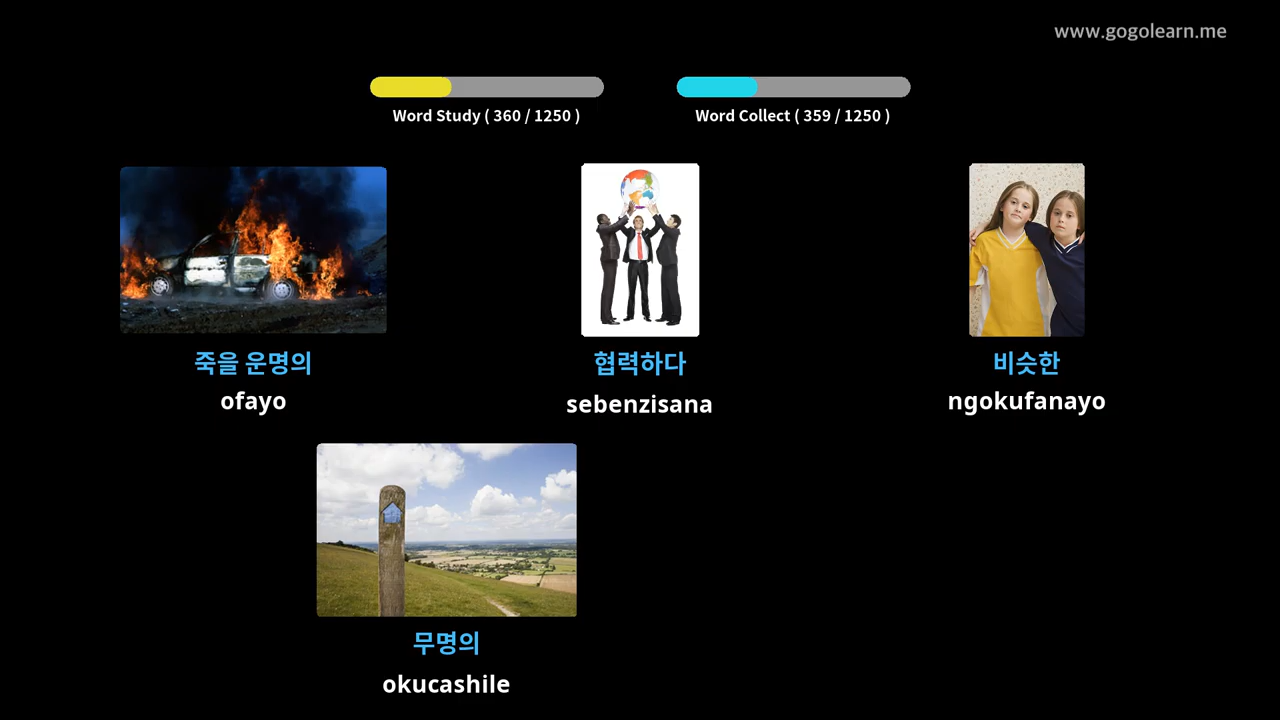 www.gogolearn.me
Word Study ( 360 / 1250 )
Word Collect ( 359 / 1250 )
죽을 운명의
ofayo
협력하다
sebenzisana
비슷한
ngokufanayo
무명의
okucashile